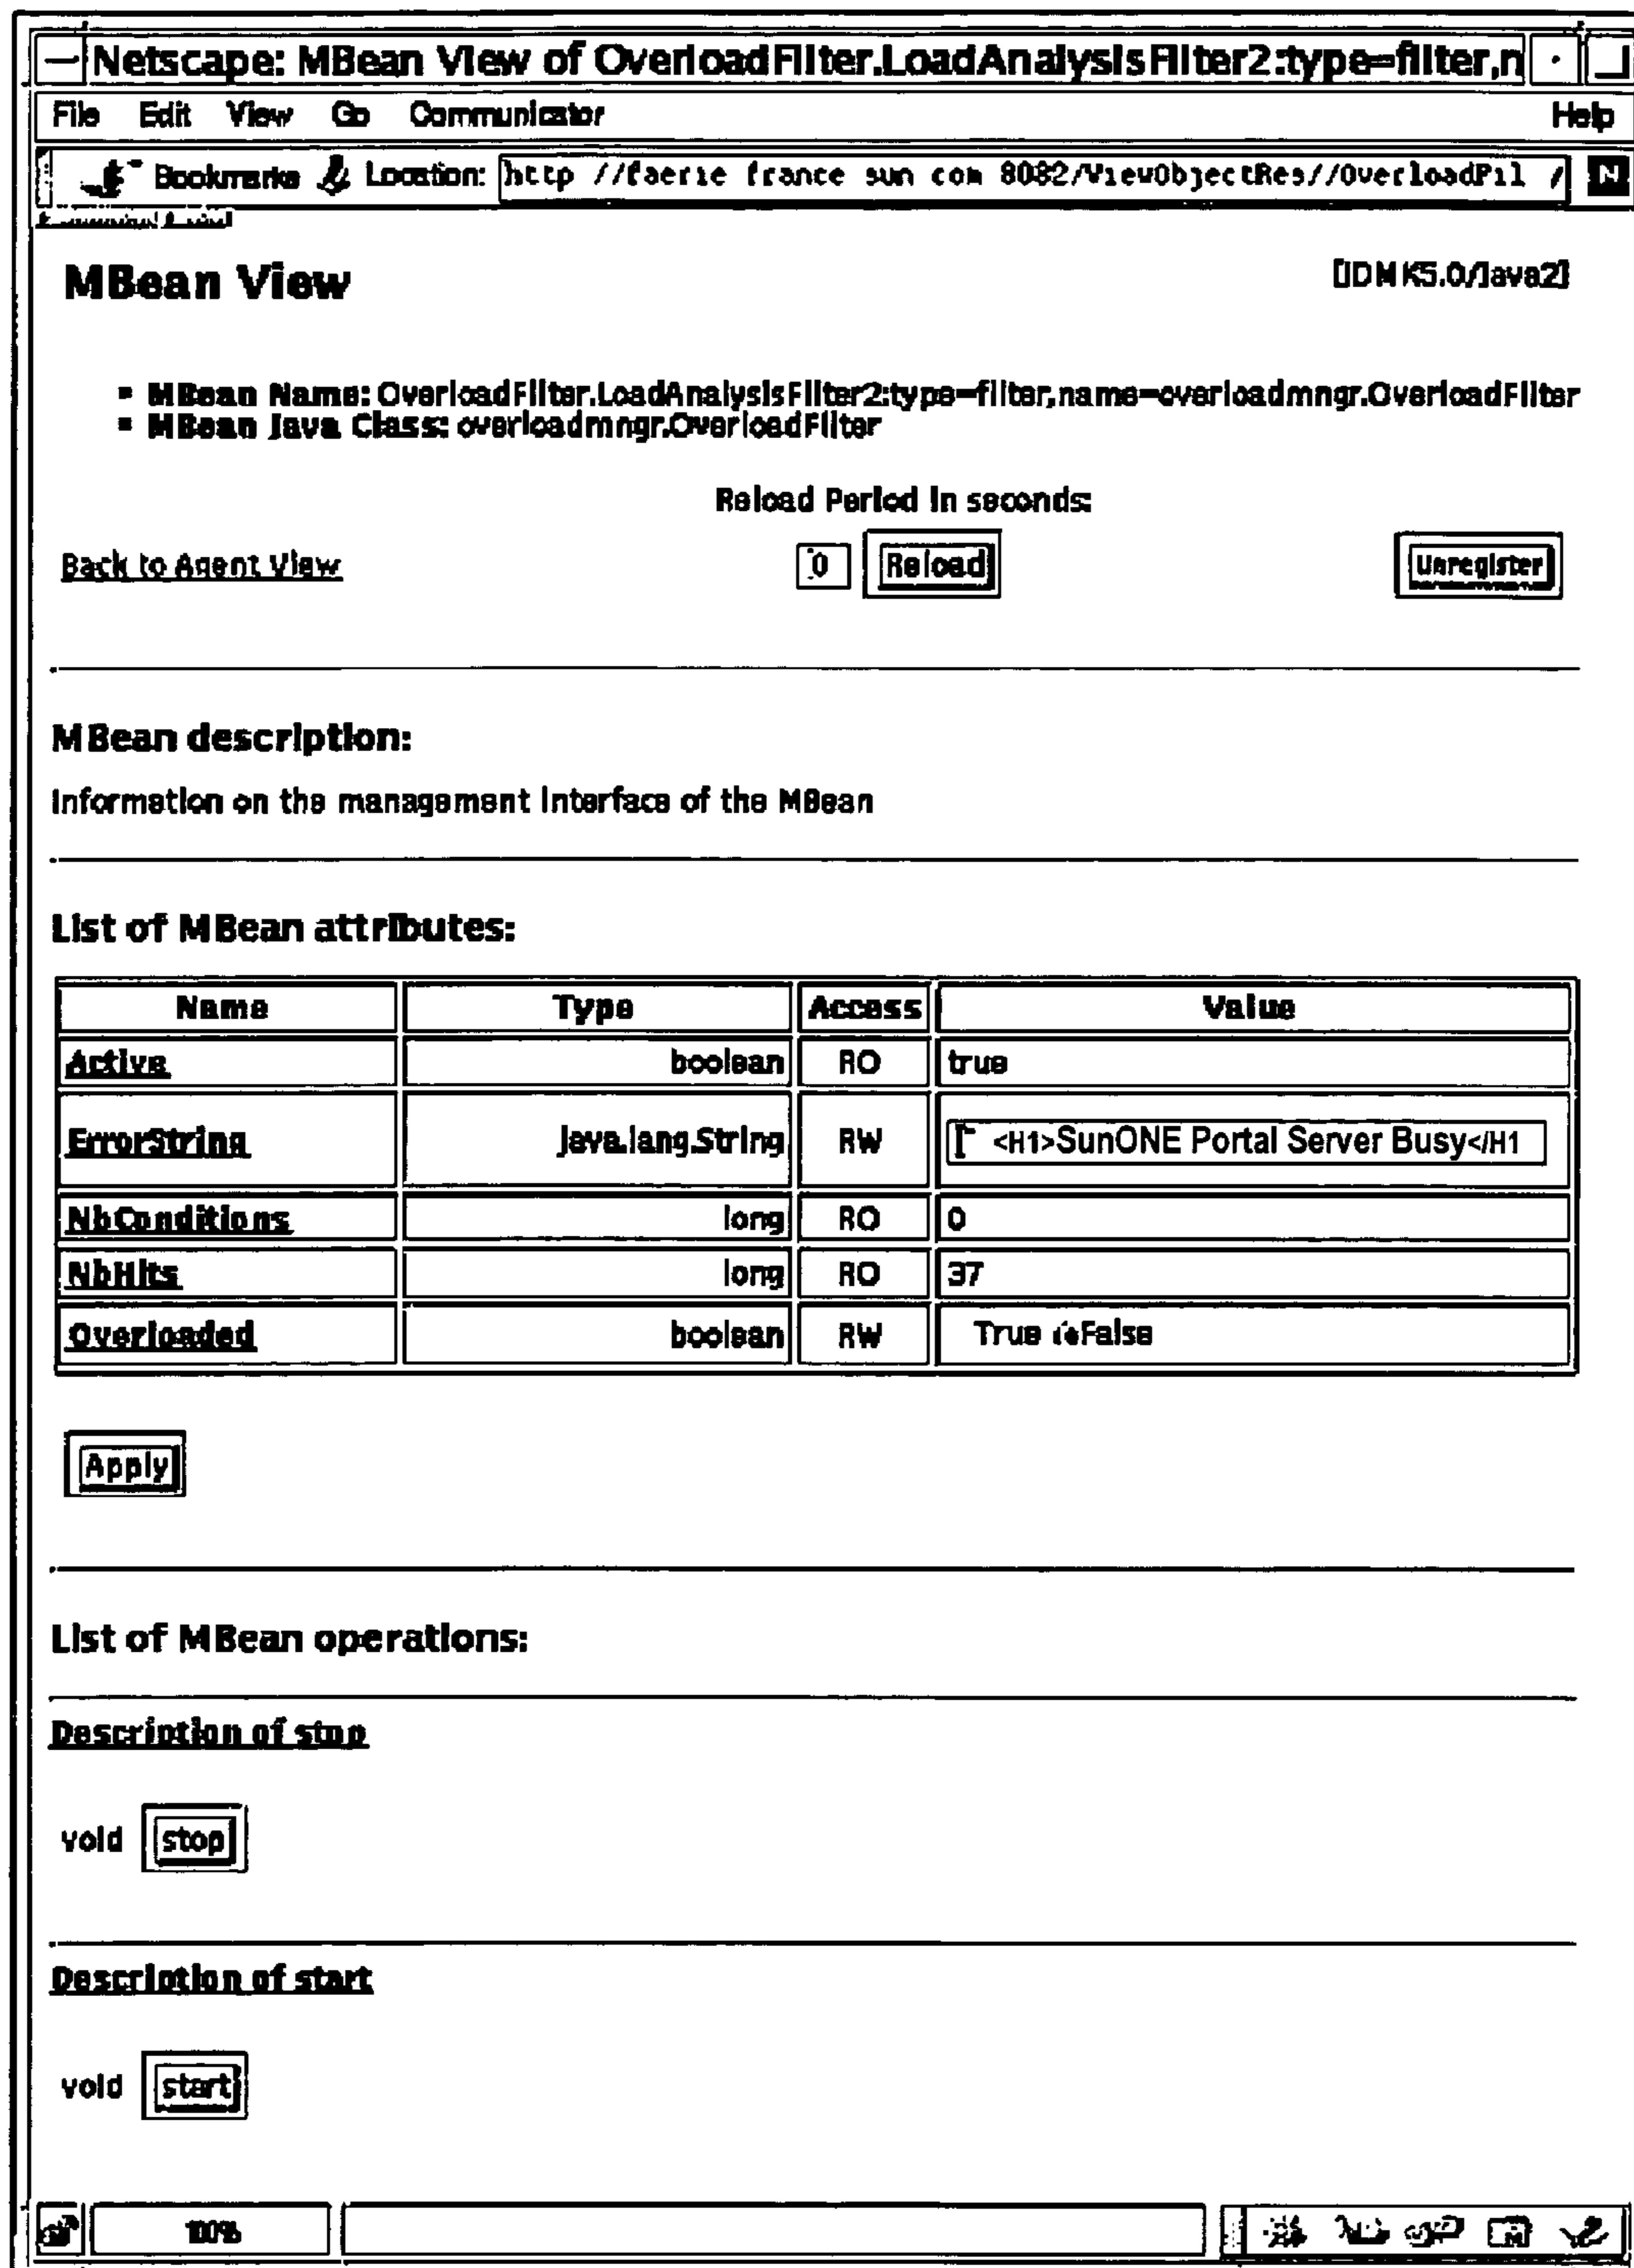 Netscape: MBean View of OverloadFilter.LoadAnalysisFilter2:type=filter,n
File Edit View Go Communicator Help
Bookmarks Location: http //faerie france sun com 8082/ViewObjectRes//OverloadFil /
N
MBean View [JDMK5.0/Java2]
MBean Name: OverloadFilter.LoadAnalysisFilter2:type=filter,name=overloadmngr.OverloadFilter
MBean Java Class: overloadmngr.OverloadFilter
Reload Period in seconds:
Back to Agent View 0 Reload Unregister
MBean description:
Information on the management interface of the MBean
List of MBean attributes:
Name Type Access Value
Active boolean RO true
ErrorString java.lang.String RW <H1>SunONE Portal Server Busy</H1
NbConditions long RO 0
NbHits long RO 37
Overloaded boolean RW True False
Apply
List of MBean operations:
Description of stop
void stop
Description of start
void start
100%